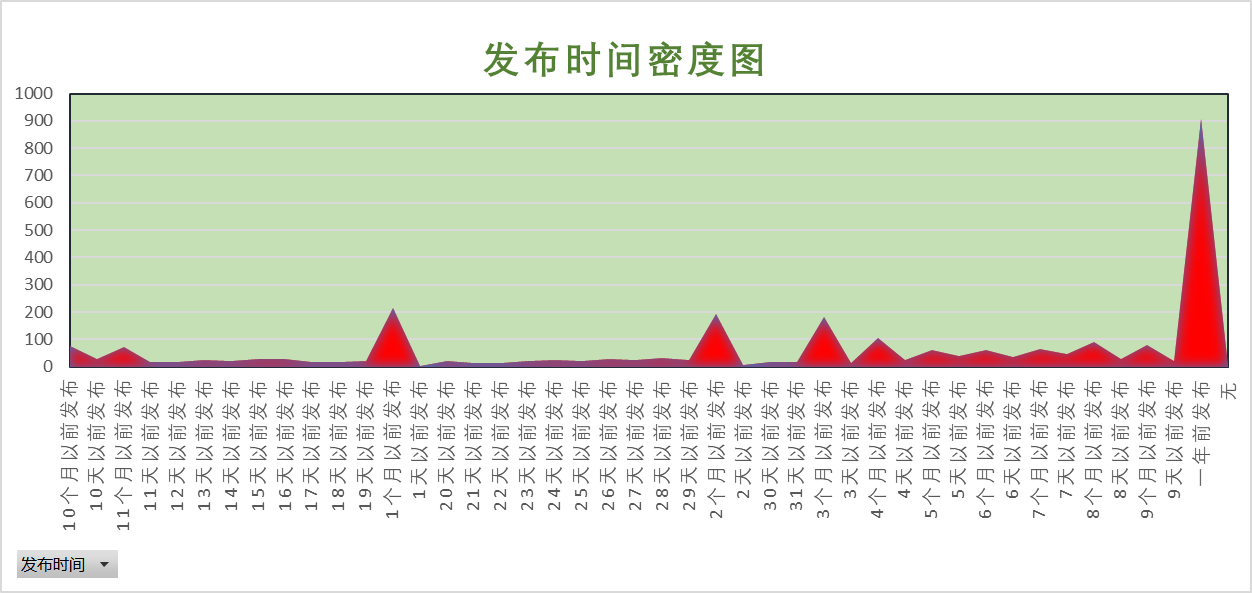 发布时间密度图
1000
900
800
700
600
500
400
300
200
100
0
10个月以前发布
10天以前发布
11个月以前发布
11天以前发布
12天以前发布
13天以前发布
14天以前发布
15天以前发布
16天以前发布
17天以前发布
18天以前发布
19天以前发布
1个月以前发布
1天以前发布
20天以前发布
21天以前发布
22天以前发布
23天以前发布
24天以前发布
25天以前发布
26天以前发布
27天以前发布
28天以前发布
29天以前发布
2个月以前发布
2天以前发布
30天以前发布
31天以前发布
3个月以前发布
3天以前发布
4个月以前发布
4天以前发布
5个月以前发布
5天以前发布
6个月以前发布
6天以前发布
7个月以前发布
7天以前发布
8个月以前发布
8天以前发布
9个月以前发布
9天以前发布
一年前发布
无
发布时间